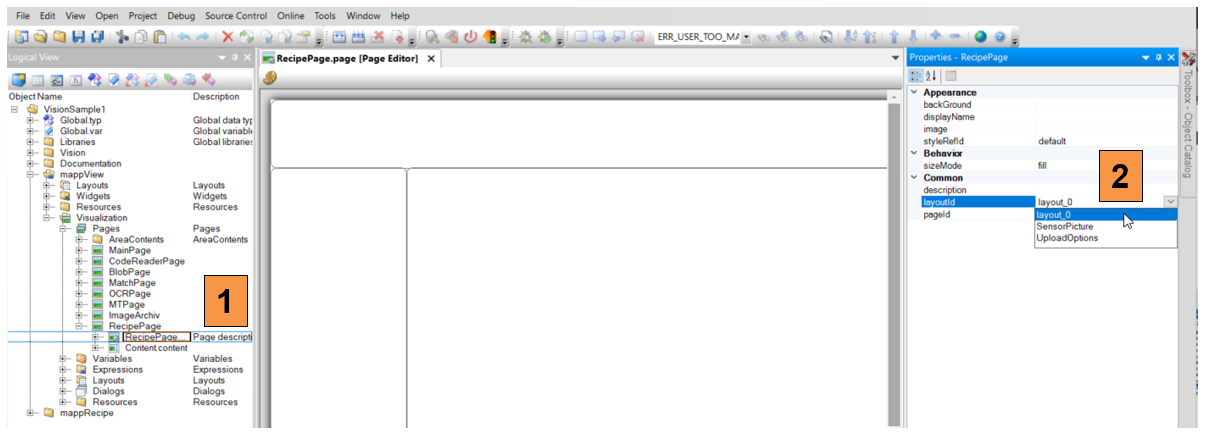 File Edit View Open Project Debug Source Control Online Tools Window Help
ERR_USER_TOO_MA
Logical View
RecipePage.page [Page Editor] X
Properties - RecipePage
Object Name Description
VisionSample1
Global.typ Global data typ
Global.var Global variable
Libraries Global libraries
Vision
Documentation
mappView
Layouts Layouts
Widgets Widgets
Resources Resources
Visualization
Pages Pages
AreaContents AreaContents
MainPage
CodeReaderPage
BlobPage
MatchPage
OCRPage
MTPage
ImageArchiv
RecipePage
RecipePage.... Page descripti
Content.content
Variables Variables
Expressions Expressions
Layouts Layouts
Dialogs Dialogs
Resources Resources
mappRecipe
1
Appearance
backGround
displayName
image
styleRefId default
Behavior
sizeMode fill
Common
description
layoutId layout_0
pageId layout_0
SensorPicture
UploadOptions
2
Toolbox - Object Catalog